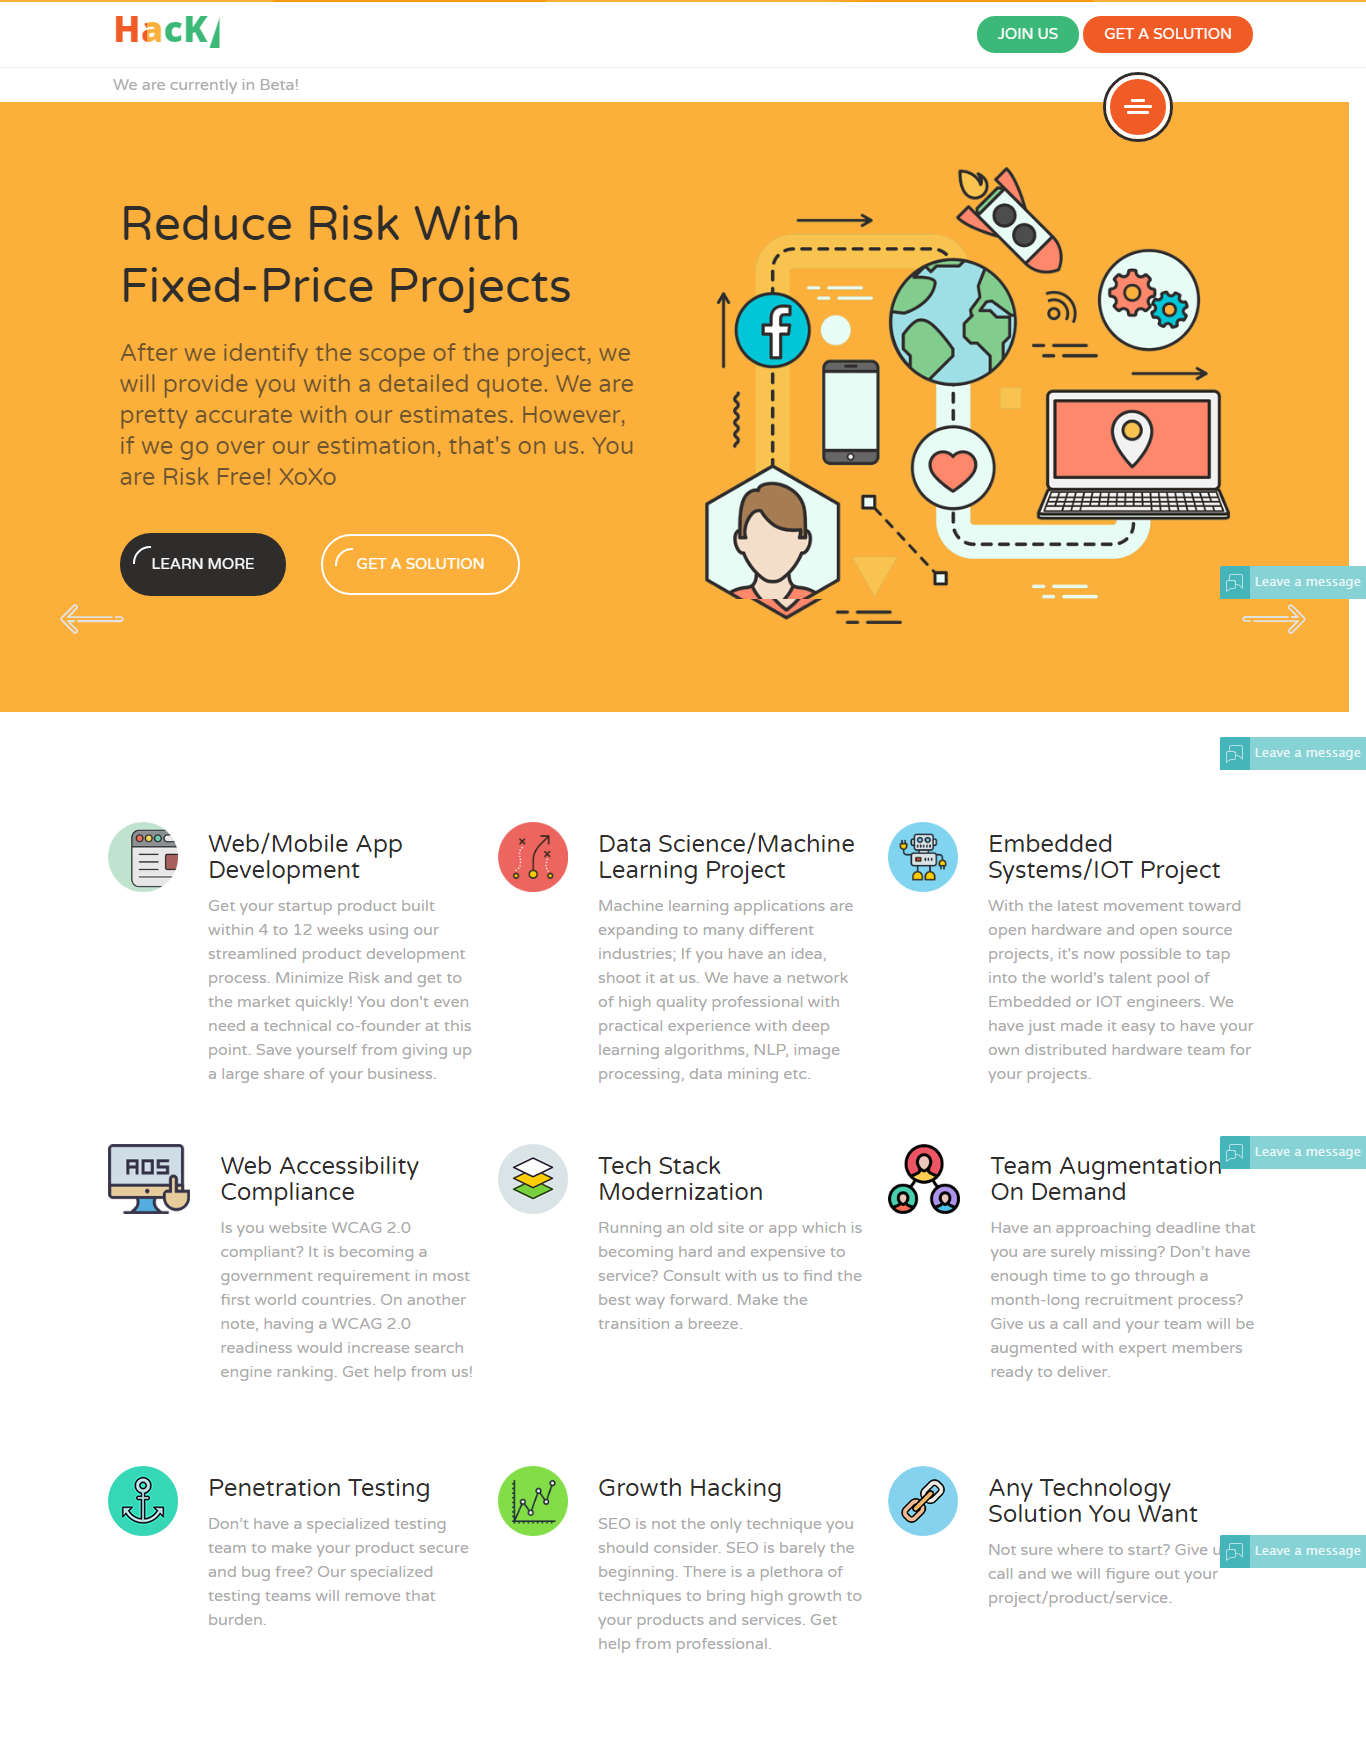 HacK
JOIN US
GET A SOLUTION
We are currently in Beta!
Reduce Risk With
Fixed-Price Projects
After we identify the scope of the project, we
will provide you with a detailed quote. We are
pretty accurate with our estimates. However,
if we go over our estimation, that's on us. You
are Risk Free! XoXo
LEARN MORE
GET A SOLUTION
Leave a message
Leave a message
Web/Mobile App
Development
Get your startup product built
within 4 to 12 weeks using our
streamlined product development
process. Minimize Risk and get to
the market quickly! You don't even
need a technical co-founder at this
point. Save yourself from giving up
a large share of your business.
Data Science/Machine
Learning Project
Machine learning applications are
expanding to many different
industries; If you have an idea,
shoot it at us. We have a network
of high quality professional with
practical experience with deep
learning algorithms, NLP, image
processing, data mining etc.
Embedded
Systems/IOT Project
With the latest movement toward
open hardware and open source
projects, it's now possible to tap
into the world's talent pool of
Embedded or IOT engineers. We
have just made it easy to have your
own distributed hardware team for
your projects.
Leave a message
AOS
Web Accessibility
Compliance
Is you website WCAG 2.0
compliant? It is becoming a
government requirement in most
first world countries. On another
note, having a WCAG 2.0
readiness would increase search
engine ranking. Get help from us!
Tech Stack
Modernization
Running an old site or app which is
becoming hard and expensive to
service? Consult with us to find the
best way forward. Make the
transition a breeze.
Team Augmentation
On Demand
Have an approaching deadline that
you are surely missing? Don't have
enough time to go through a
month-long recruitment process?
Give us a call and your team will be
augmented with expert members
ready to deliver.
Penetration Testing
Don't have a specialized testing
team to make your product secure
and bug free? Our specialized
testing teams will remove that
burden.
Growth Hacking
SEO is not the only technique you
should consider. SEO is barely the
beginning. There is a plethora of
techniques to bring high growth to
your products and services. Get
help from professional.
Any Technology
Solution You Want
Not sure where to start? Give
call and we will figure out your
project/product/service.
Leave a message